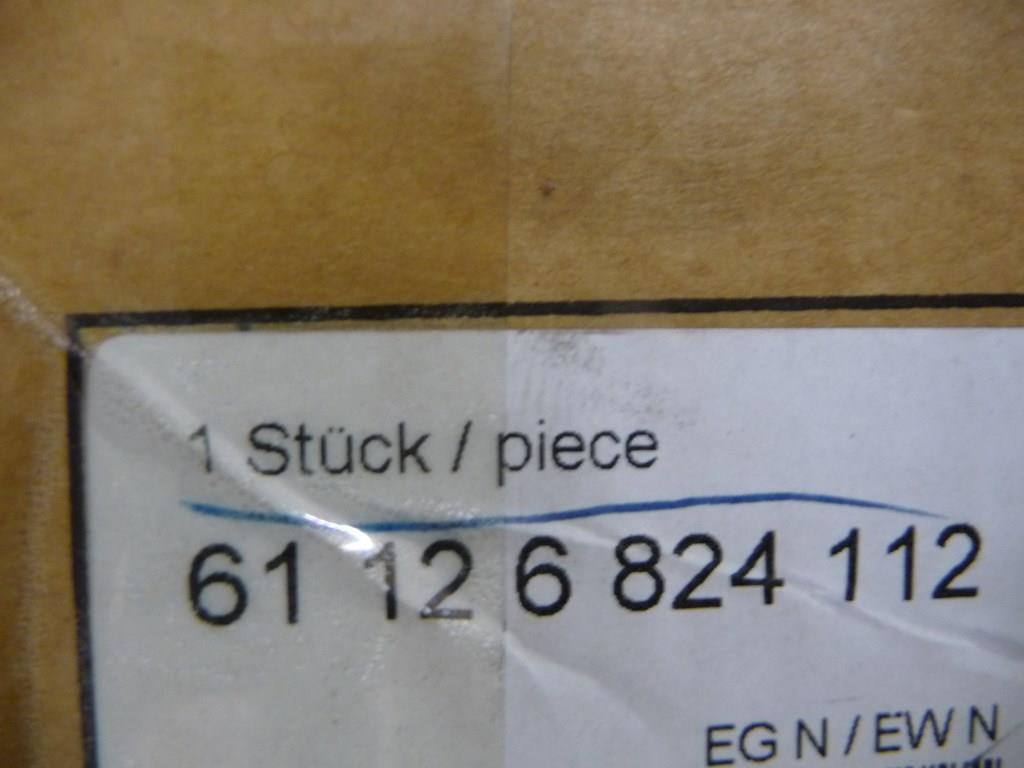 1 Stück / piece
61 12 6 824 112
EG N / EW N